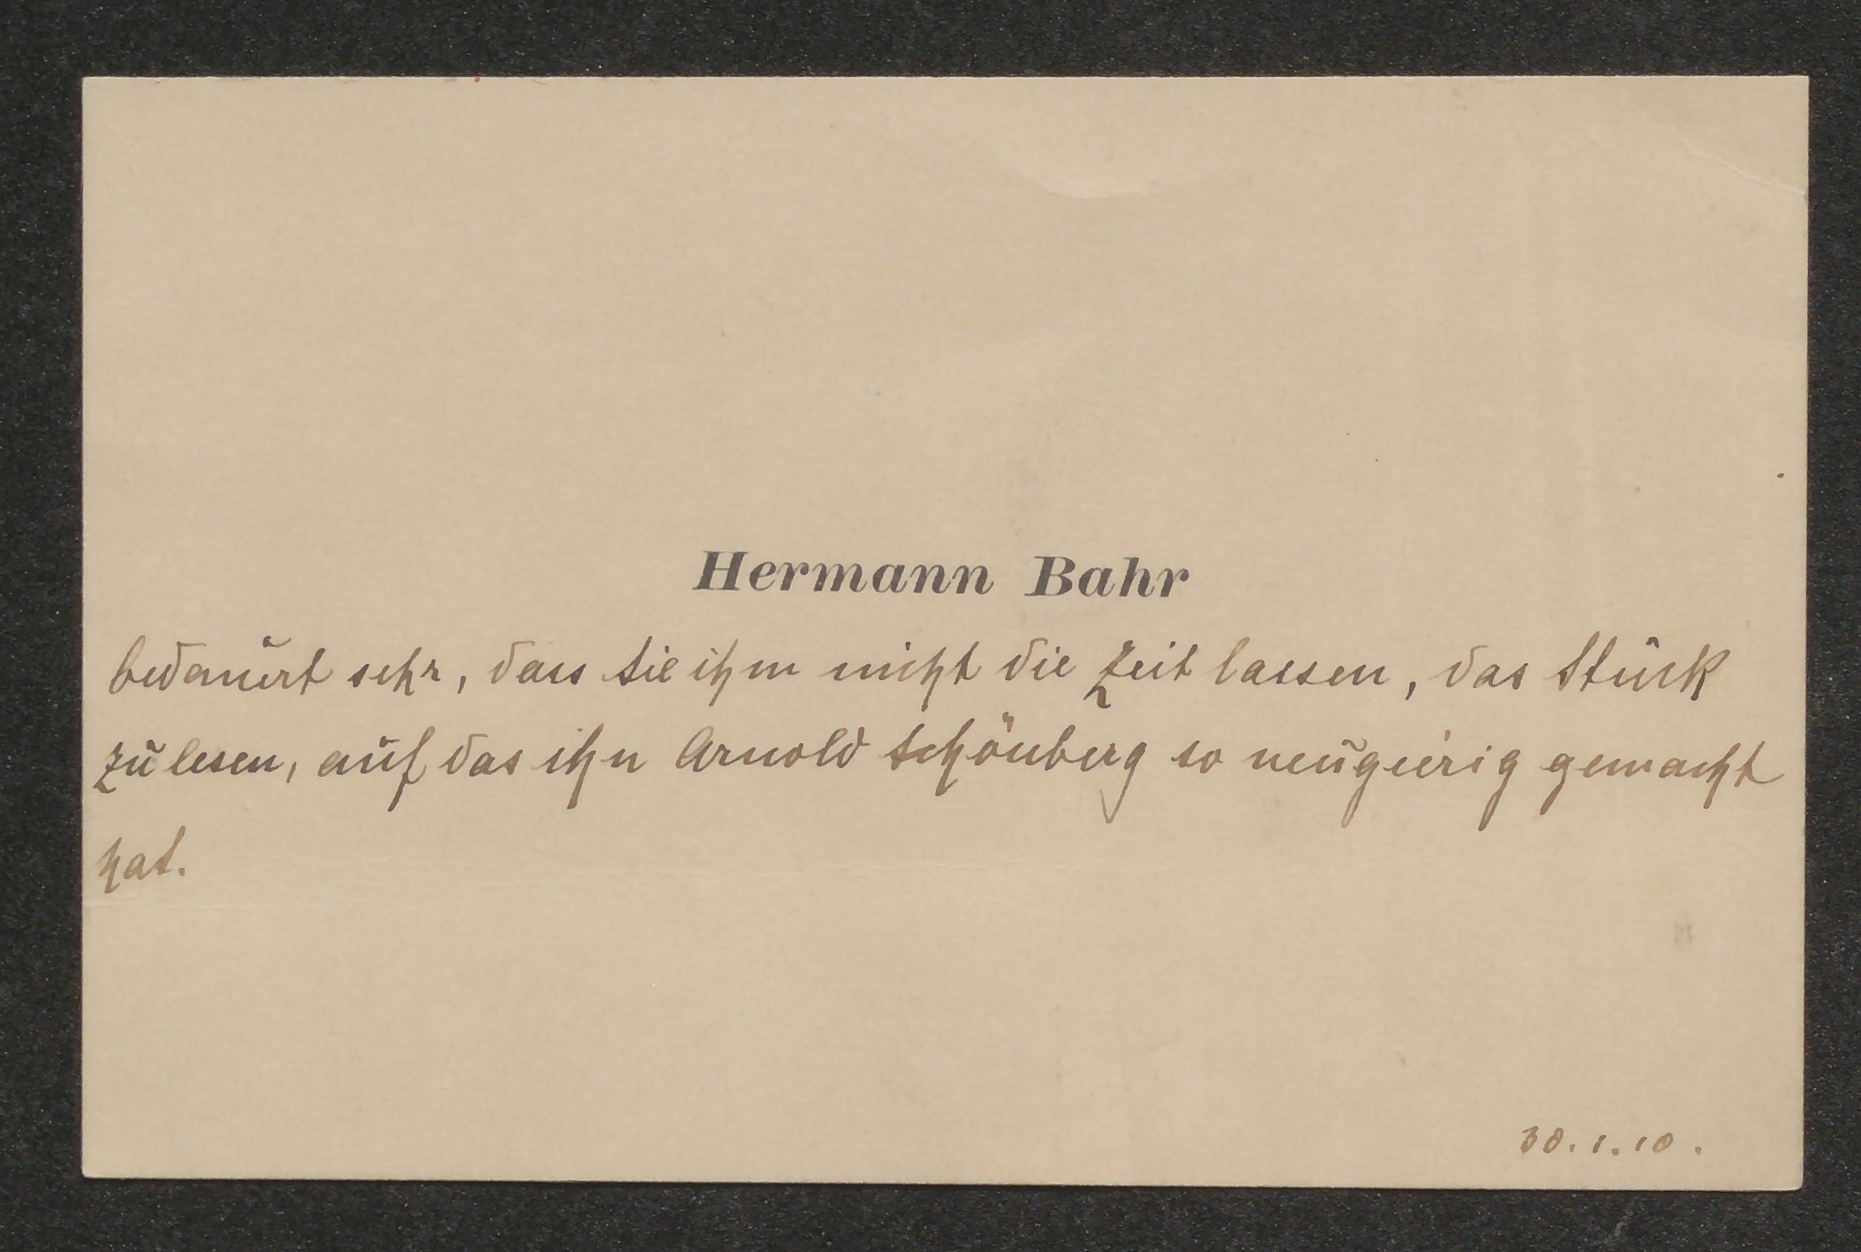 Hermann Bahr
bedauert sehr, dass Sie ihm nicht die Zeit lassen, das Stück
zu lesen, auf das ihn Arnold Schönberg so neugierig gemacht
hat.
30.1.10.